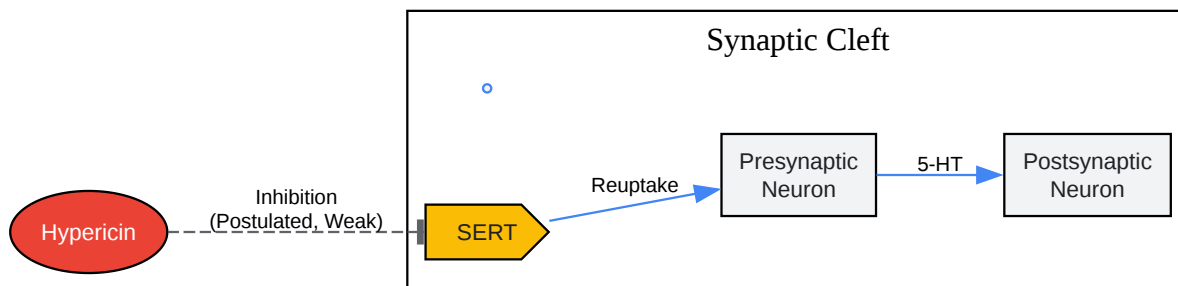 Synaptic Cleft
Hypericin
Inhibition
(Postulated, Weak)
SERT
Reuptake
Presynaptic
Neuron
5-HT
Postsynaptic
Neuron